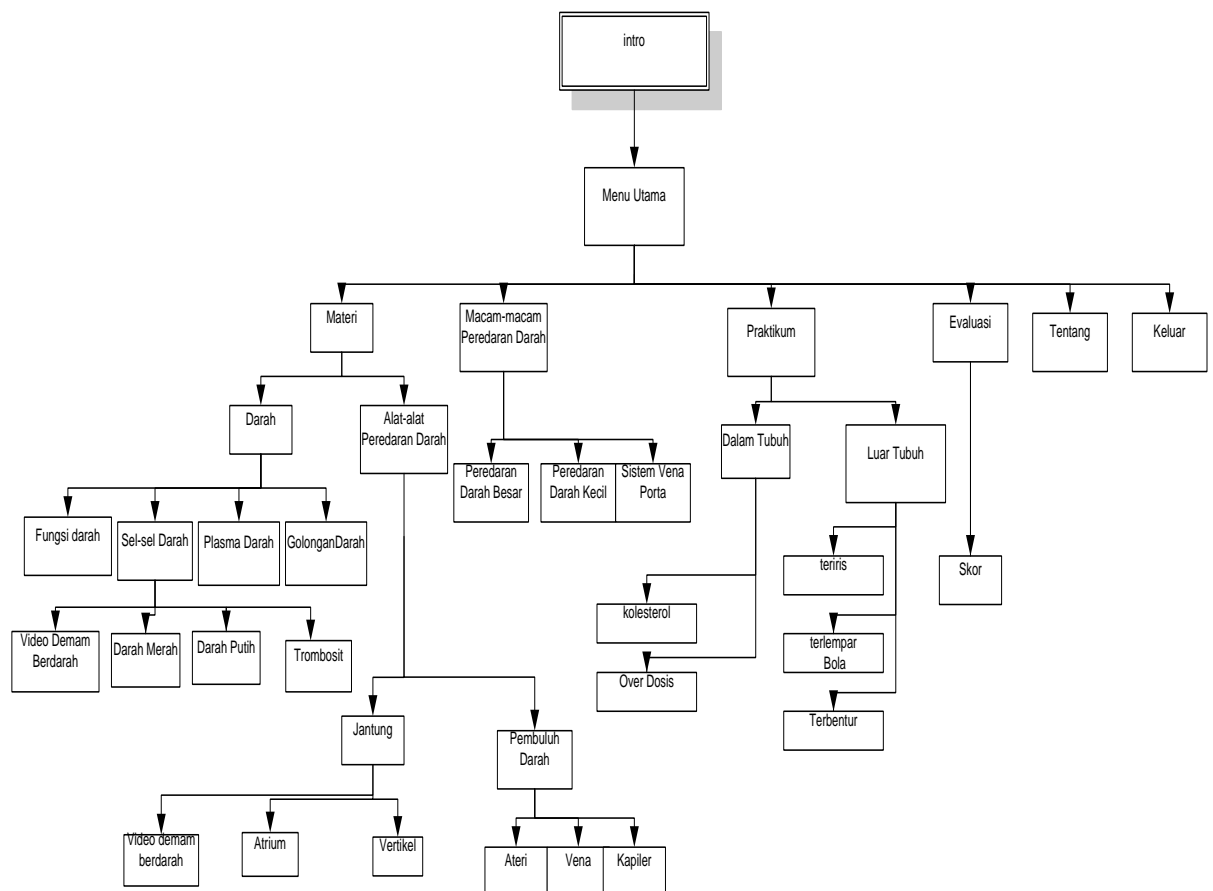 intro
Menu Utama
Materi
Macam-macam
Peredaran Darah
Praktikum
Evaluasi
Tentang
Keluar
Darah
Alat-alat
Peredaran Darah
Peredaran
Darah Besar
Peredaran
Darah Kecil
Sistem Vena
Porta
Dalam Tubuh
Luar Tubuh
Fungsi darah
Sel-sel Darah
Plasma Darah
GolonganDarah
teriris
Skor
Video Demam
Berdarah
Darah Merah
Darah Putih
Trombosit
kolesterol
terlempar
Bola
Over Dosis
Terbentur
Jantung
Pembuluh
Darah
Video demam
berdarah
Atrium
Vertikel
Ateri
Vena
Kapiler